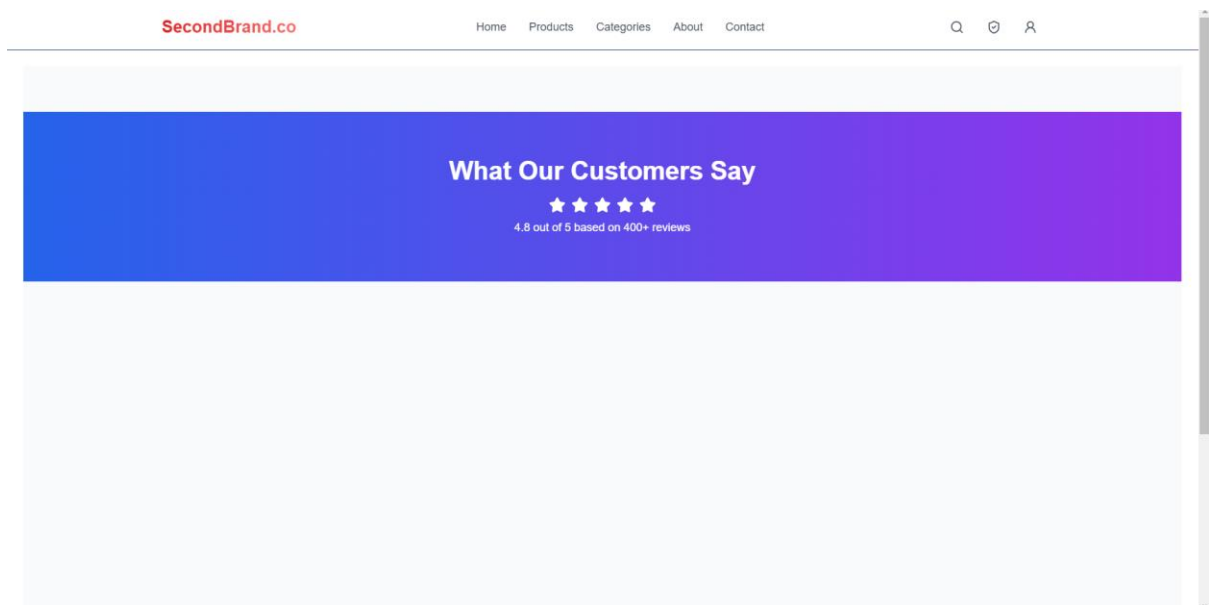 SecondBrand.co
Home Products Categories About Contact
What Our Customers Say
4.8 out of 5 based on 400+ reviews